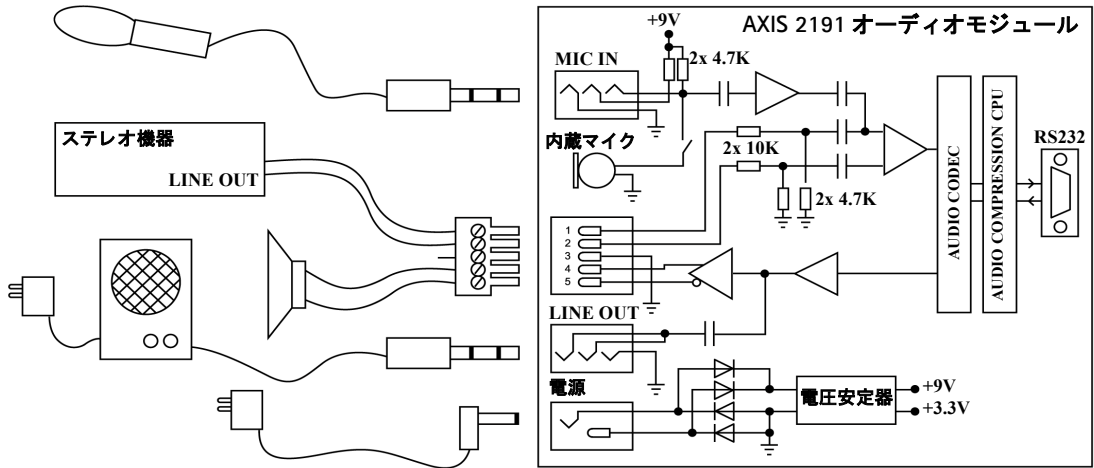 AXIS 2191 オーディオモジュール
+9V
MIC IN
2x 4.7K
ステレオ機器
LINE OUT
内蔵マイク
2x 10K
2x 4.7K
AUDIO CODEC
AUDIO COMPRESSION CPU
RS232
1
2
3
4
5
LINE OUT
電源
電圧安定器
+9V
+3.3V